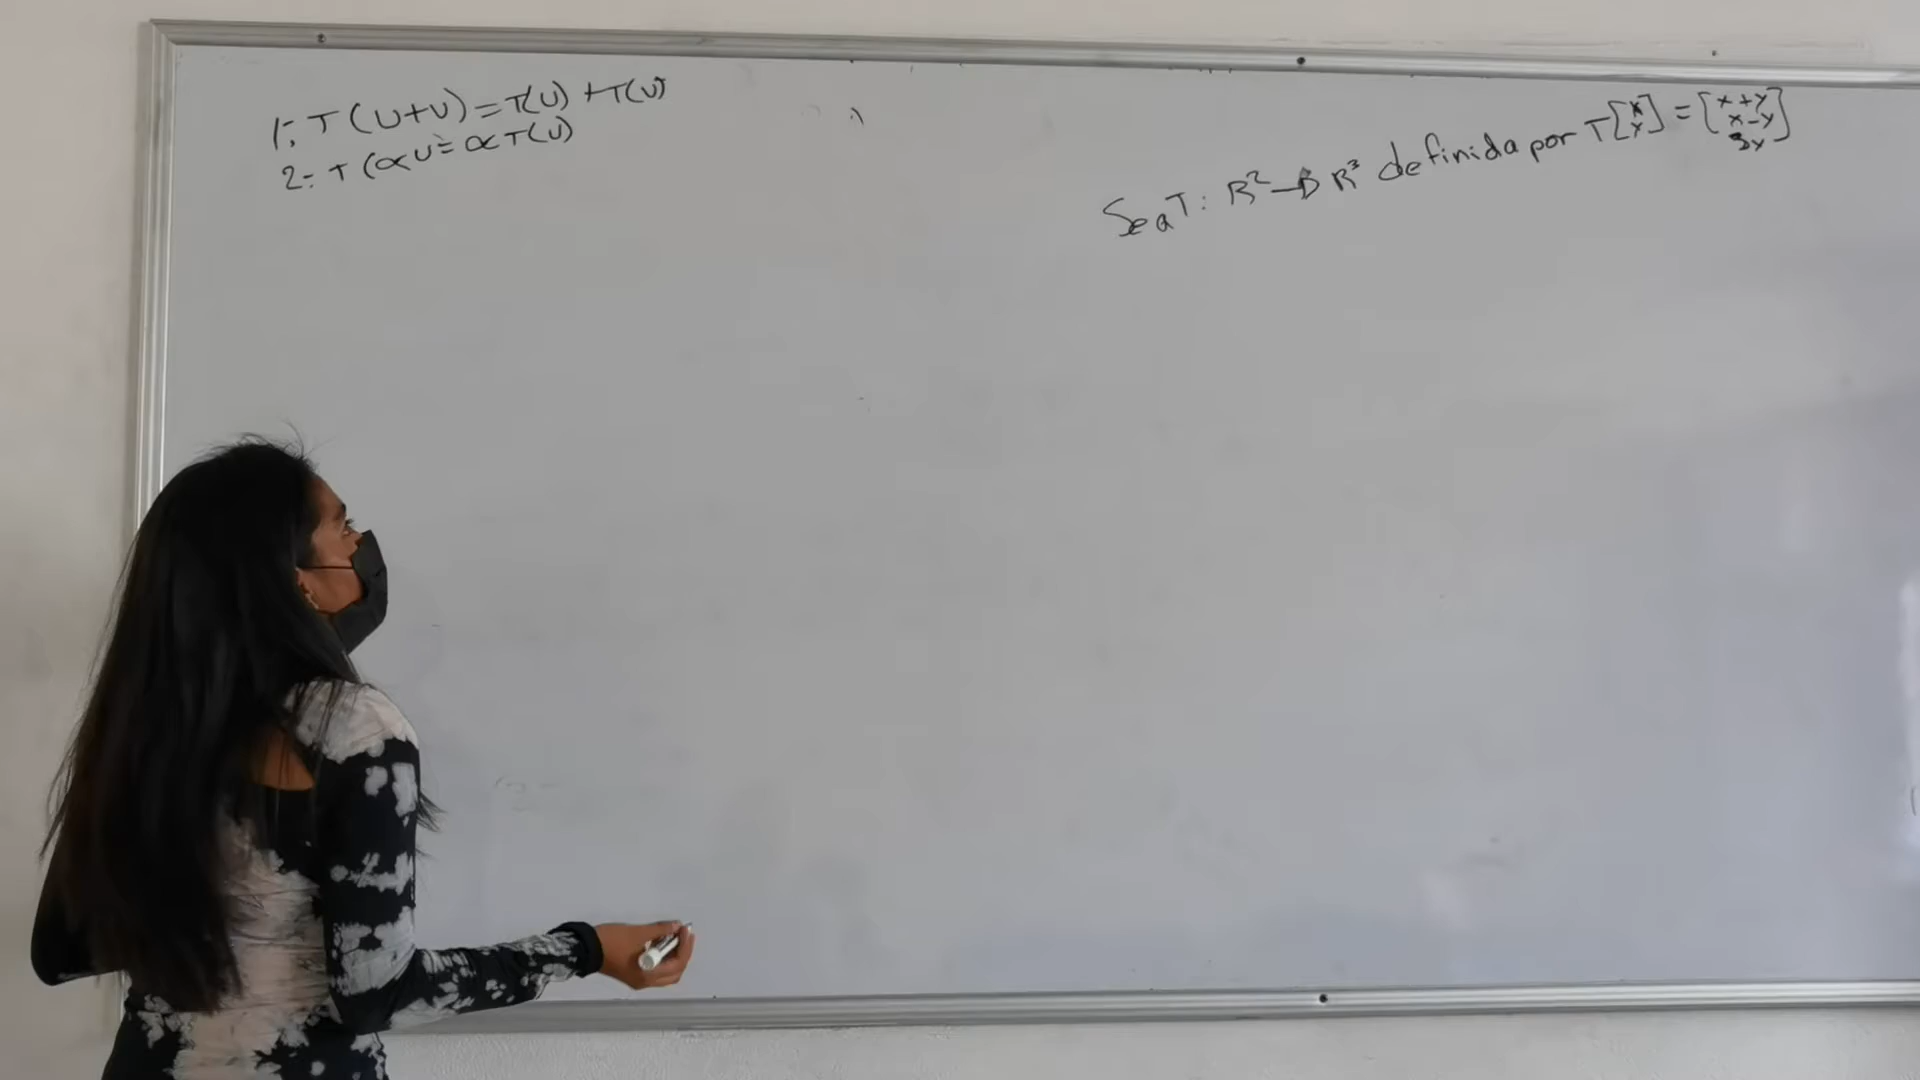 1:- T(U+V) = T(U) + T(V)
2:- T(∝U = ∝T(U)
Sea T: R² → R³ definida por T[x y] = [x+y x-y 3y]